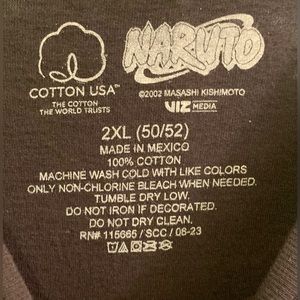 NARUTO
COTTON USA™
THE COTTON
THE WORLD TRUSTS
©2002 MASASHI KISHIMOTO
VIZ MEDIA
2XL (50/52)
MADE IN MEXICO
100% COTTON
MACHINE WASH COLD WITH LIKE COLORS
ONLY NON-CHLORINE BLEACH WHEN NEEDED.
TUMBLE DRY LOW.
DO NOT IRON IF DECORATED.
DO NOT DRY CLEAN.
RN# 115665 / SCC / 06-23